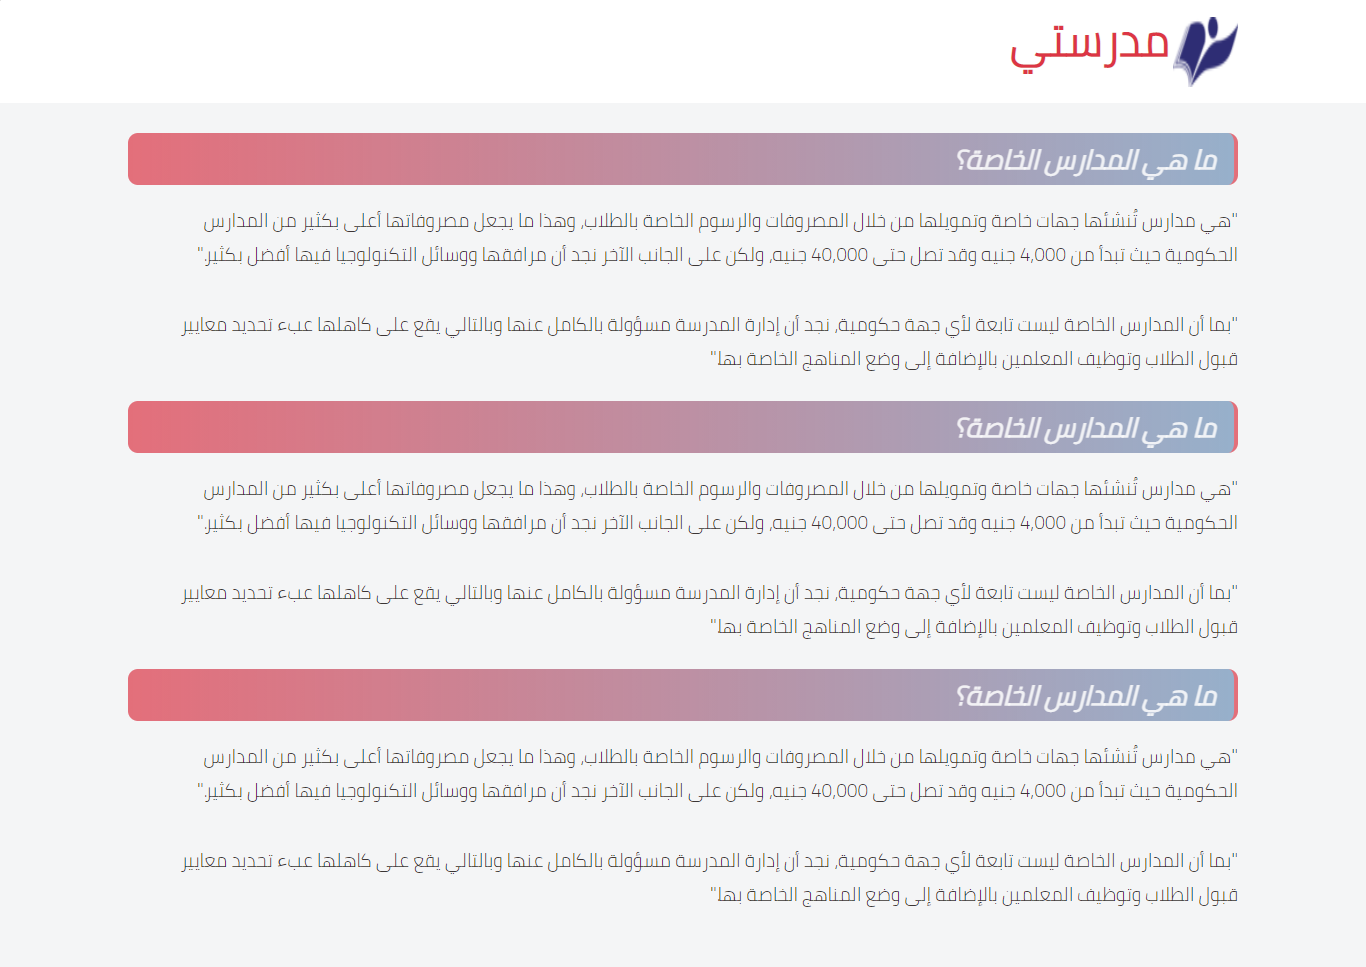 مدرستي
ما هي المدارس الخاصة؟
"هي مدارس تُنشئها جهات خاصة وتمويلها من خلال المصروفات والرسوم الخاصة بالطلاب، وهذا ما يجعل مصروفاتها أعلى بكثير من المدارس
الحكومية حيث تبدأ من 4,000 جنيه وقد تصل حتى 40,000 جنيه، ولكن على الجانب الآخر نجد أن مرافقها ووسائل التكنولوجيا فيها أفضل بكثير."
"بما أن المدارس الخاصة ليست تابعة لأي جهة حكومية، نجد أن إدارة المدرسة مسؤولة بالكامل عنها وبالتالي يقع على كاهلها عبء تحديد معايير
قبول الطلاب وتوظيف المعلمين بالإضافة إلى وضع المناهج الخاصة بها."
ما هي المدارس الخاصة؟
"هي مدارس تُنشئها جهات خاصة وتمويلها من خلال المصروفات والرسوم الخاصة بالطلاب، وهذا ما يجعل مصروفاتها أعلى بكثير من المدارس
الحكومية حيث تبدأ من 4,000 جنيه وقد تصل حتى 40,000 جنيه، ولكن على الجانب الآخر نجد أن مرافقها ووسائل التكنولوجيا فيها أفضل بكثير."
"بما أن المدارس الخاصة ليست تابعة لأي جهة حكومية، نجد أن إدارة المدرسة مسؤولة بالكامل عنها وبالتالي يقع على كاهلها عبء تحديد معايير
قبول الطلاب وتوظيف المعلمين بالإضافة إلى وضع المناهج الخاصة بها."
ما هي المدارس الخاصة؟
"هي مدارس تُنشئها جهات خاصة وتمويلها من خلال المصروفات والرسوم الخاصة بالطلاب، وهذا ما يجعل مصروفاتها أعلى بكثير من المدارس
الحكومية حيث تبدأ من 4,000 جنيه وقد تصل حتى 40,000 جنيه، ولكن على الجانب الآخر نجد أن مرافقها ووسائل التكنولوجيا فيها أفضل بكثير."
"بما أن المدارس الخاصة ليست تابعة لأي جهة حكومية، نجد أن إدارة المدرسة مسؤولة بالكامل عنها وبالتالي يقع على كاهلها عبء تحديد معايير
قبول الطلاب وتوظيف المعلمين بالإضافة إلى وضع المناهج الخاصة بها."